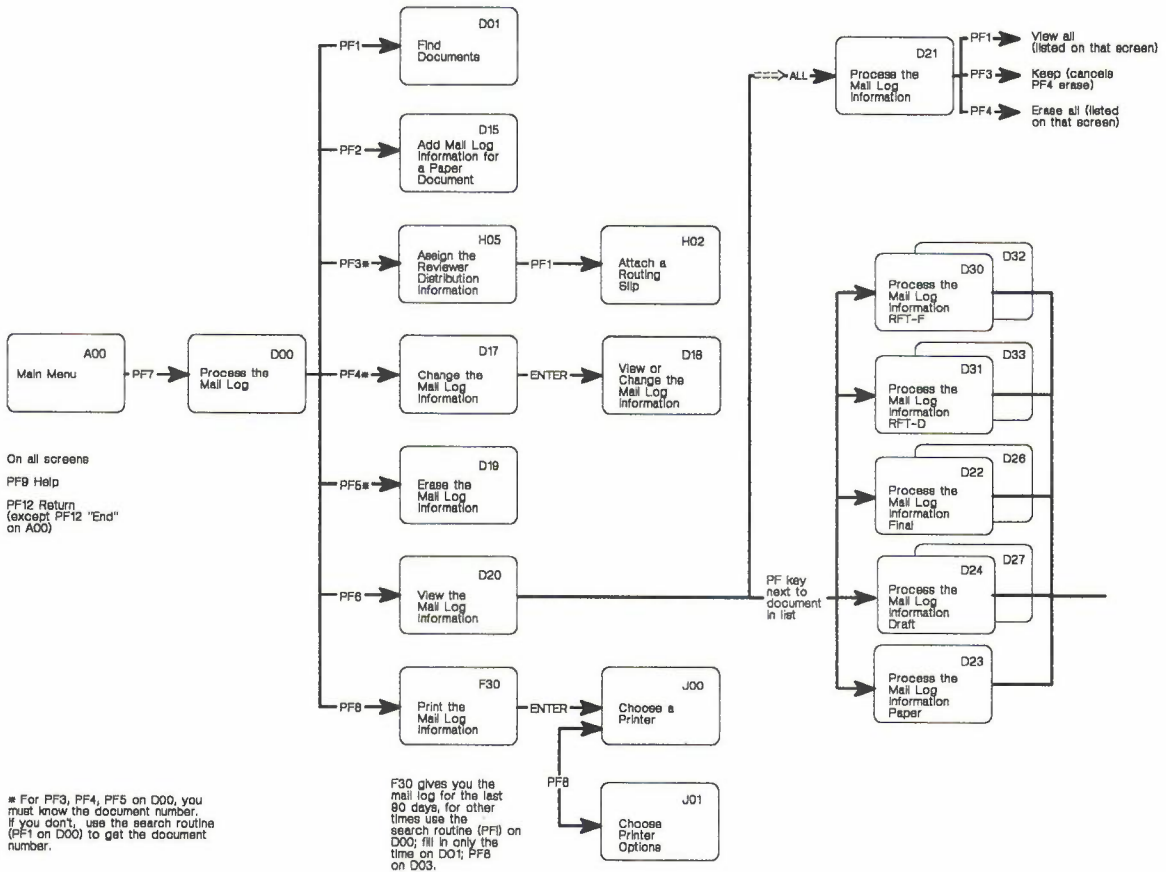 A00
Main Menu
PF7
D00
Process the
Mail Log
On all screens
PF9 Help
PF12 Return
(except PF12 "End"
on A00)
PF1
D01
Find
Documents
PF2
D15
Add Mail Log
Information for
a Paper
Document
PF3*
H05
Assign the
Reviewer
Distribution
Information
PF1
H02
Attach a
Routing
Slip
PF4*
D17
Change the
Mail Log
Information
ENTER
D18
View or
Change the
Mail Log
Information
PF5*
D19
Erase the
Mail Log
Information
PF6
D20
View the
Mail Log
Information
PF8
F30
Print the
Mail Log
Information
ENTER
J00
Choose a
Printer
PF8
J01
Choose
Printer
Options
===> ALL
D21
Process the
Mail Log
Information
PF1
View all
(listed on that screen)
PF3
Keep (cancels
PF4 erase)
PF4
Erase all (listed
on that screen)
PF key
next to
document
in list
D32
D30
Process the
Mail Log
Information
RFT-F
D33
D31
Process the
Mail Log
Information
RFT-D
D26
D22
Process the
Mail Log
Information
Final
D27
D24
Process the
Mail Log
Information
Draft
D23
Process the
Mail Log
Information
Paper
* For PF3, PF4, PF5 on D00, you
must know the document number.
If you don't, use the search routine
(PF1 on D00) to get the document
number.
F30 gives you the
mail log for the last
90 days, for other
times use the
search routine (PF1) on
D00; fill in only the
time on D01; PF8
on D03.